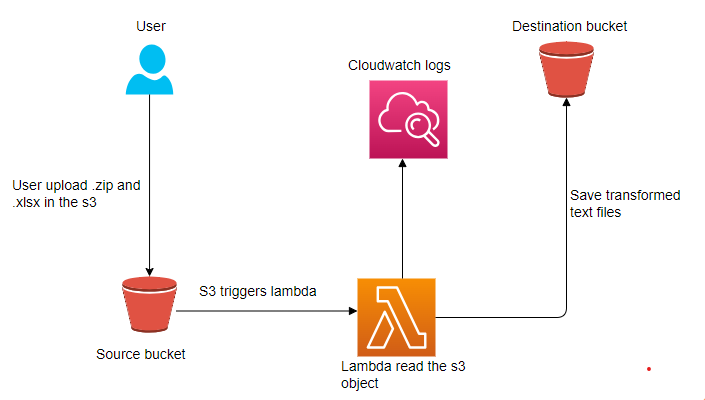 User
Destination bucket
Cloudwatch logs
User upload .zip and
.xlsx in the s3
Save transformed
text files
S3 triggers lambda
Source bucket
Lambda read the s3
object